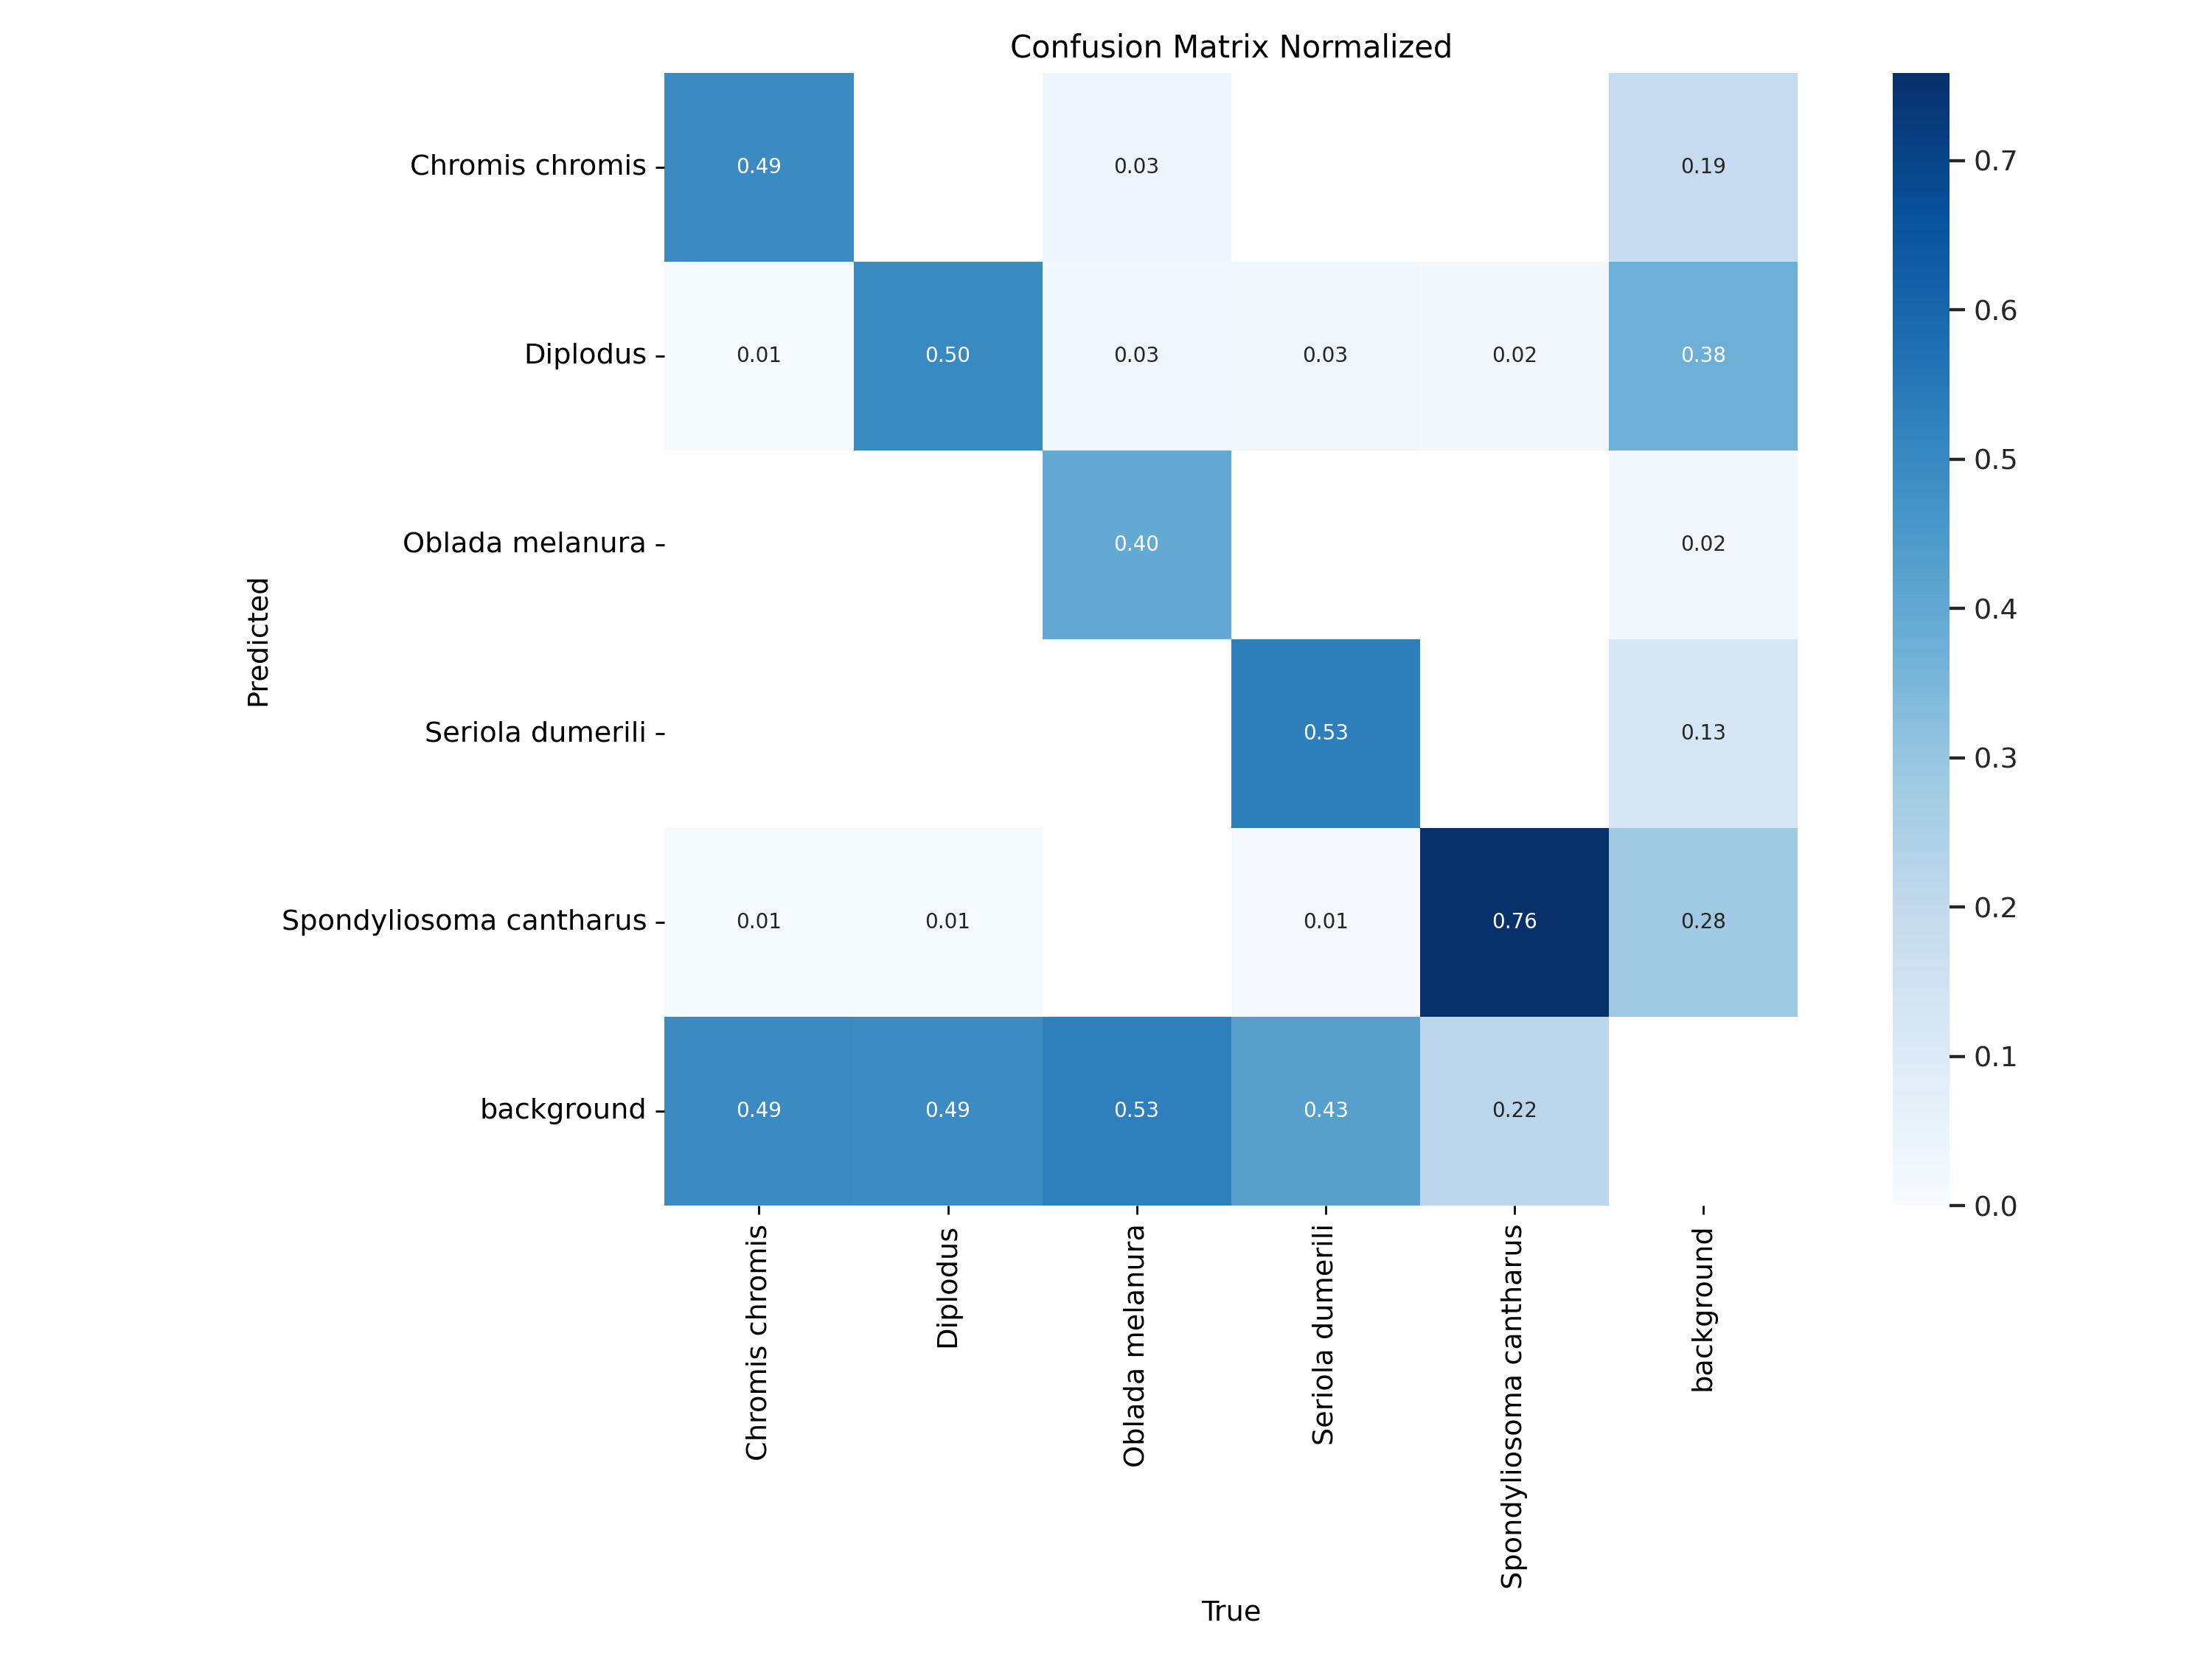 Confusion Matrix Normalized
Chromis chromis 0.49 0.03 0.19
Diplodus 0.01 0.50 0.03 0.03 0.02 0.38
Oblada melanura 0.40 0.02
Seriola dumerili 0.53 0.13
Spondyliosoma cantharus 0.01 0.01 0.01 0.76 0.28
background 0.49 0.49 0.53 0.43 0.22
Predicted
Chromis chromis
Diplodus
Oblada melanura
Seriola dumerili
Spondyliosoma cantharus
background
True
0.7
0.6
0.5
0.4
0.3
0.2
0.1
0.0